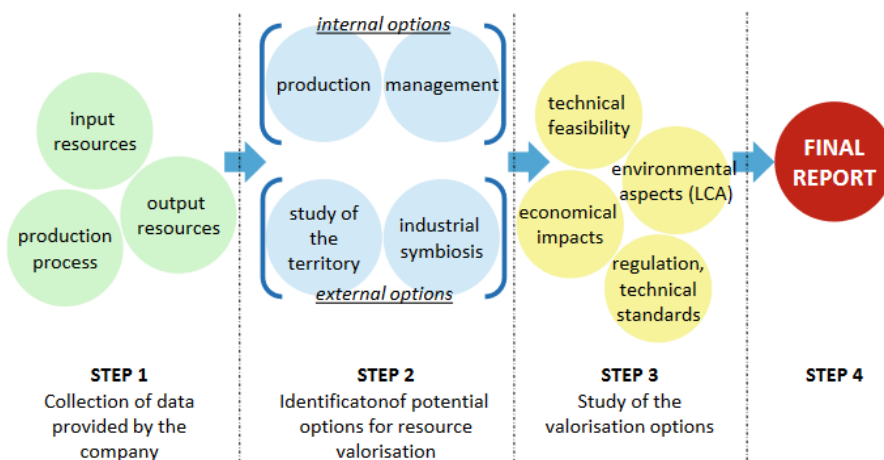 input
resources
output
resources
production
process
internal options
production
management
study of
the
territory
industrial
symbiosis
external options
technical
feasibility
environmental
aspects (LCA)
economical
impacts
regulation,
technical
standards
FINAL
REPORT
STEP 1
Collection of data
provided by the
company
STEP 2
Identificatonof potential
options for resource
valorisation
STEP 3
Study of the
valorisation options
STEP 4